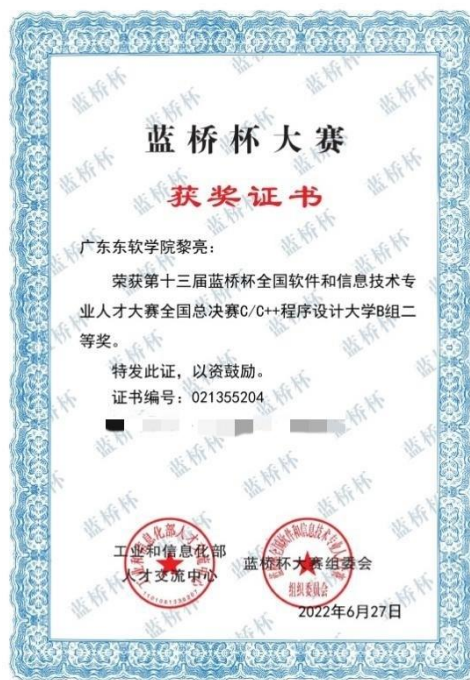 蓝桥杯大赛
获奖证书
广东东软学院黎亮：
荣获第十三届蓝桥杯全国软件和信息技术专
业人才大赛全国总决赛C/C++程序设计大学B组二
等奖。
特发此证，以资鼓励。
证书编号：021355204
工业和信息化部
人才交流中心
蓝桥杯大赛组委会
组织委员会
2022年6月27日